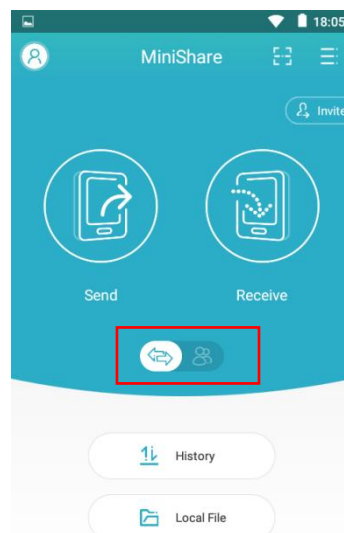 18:05
MiniShare
Invite
Send Receive
History
Local File